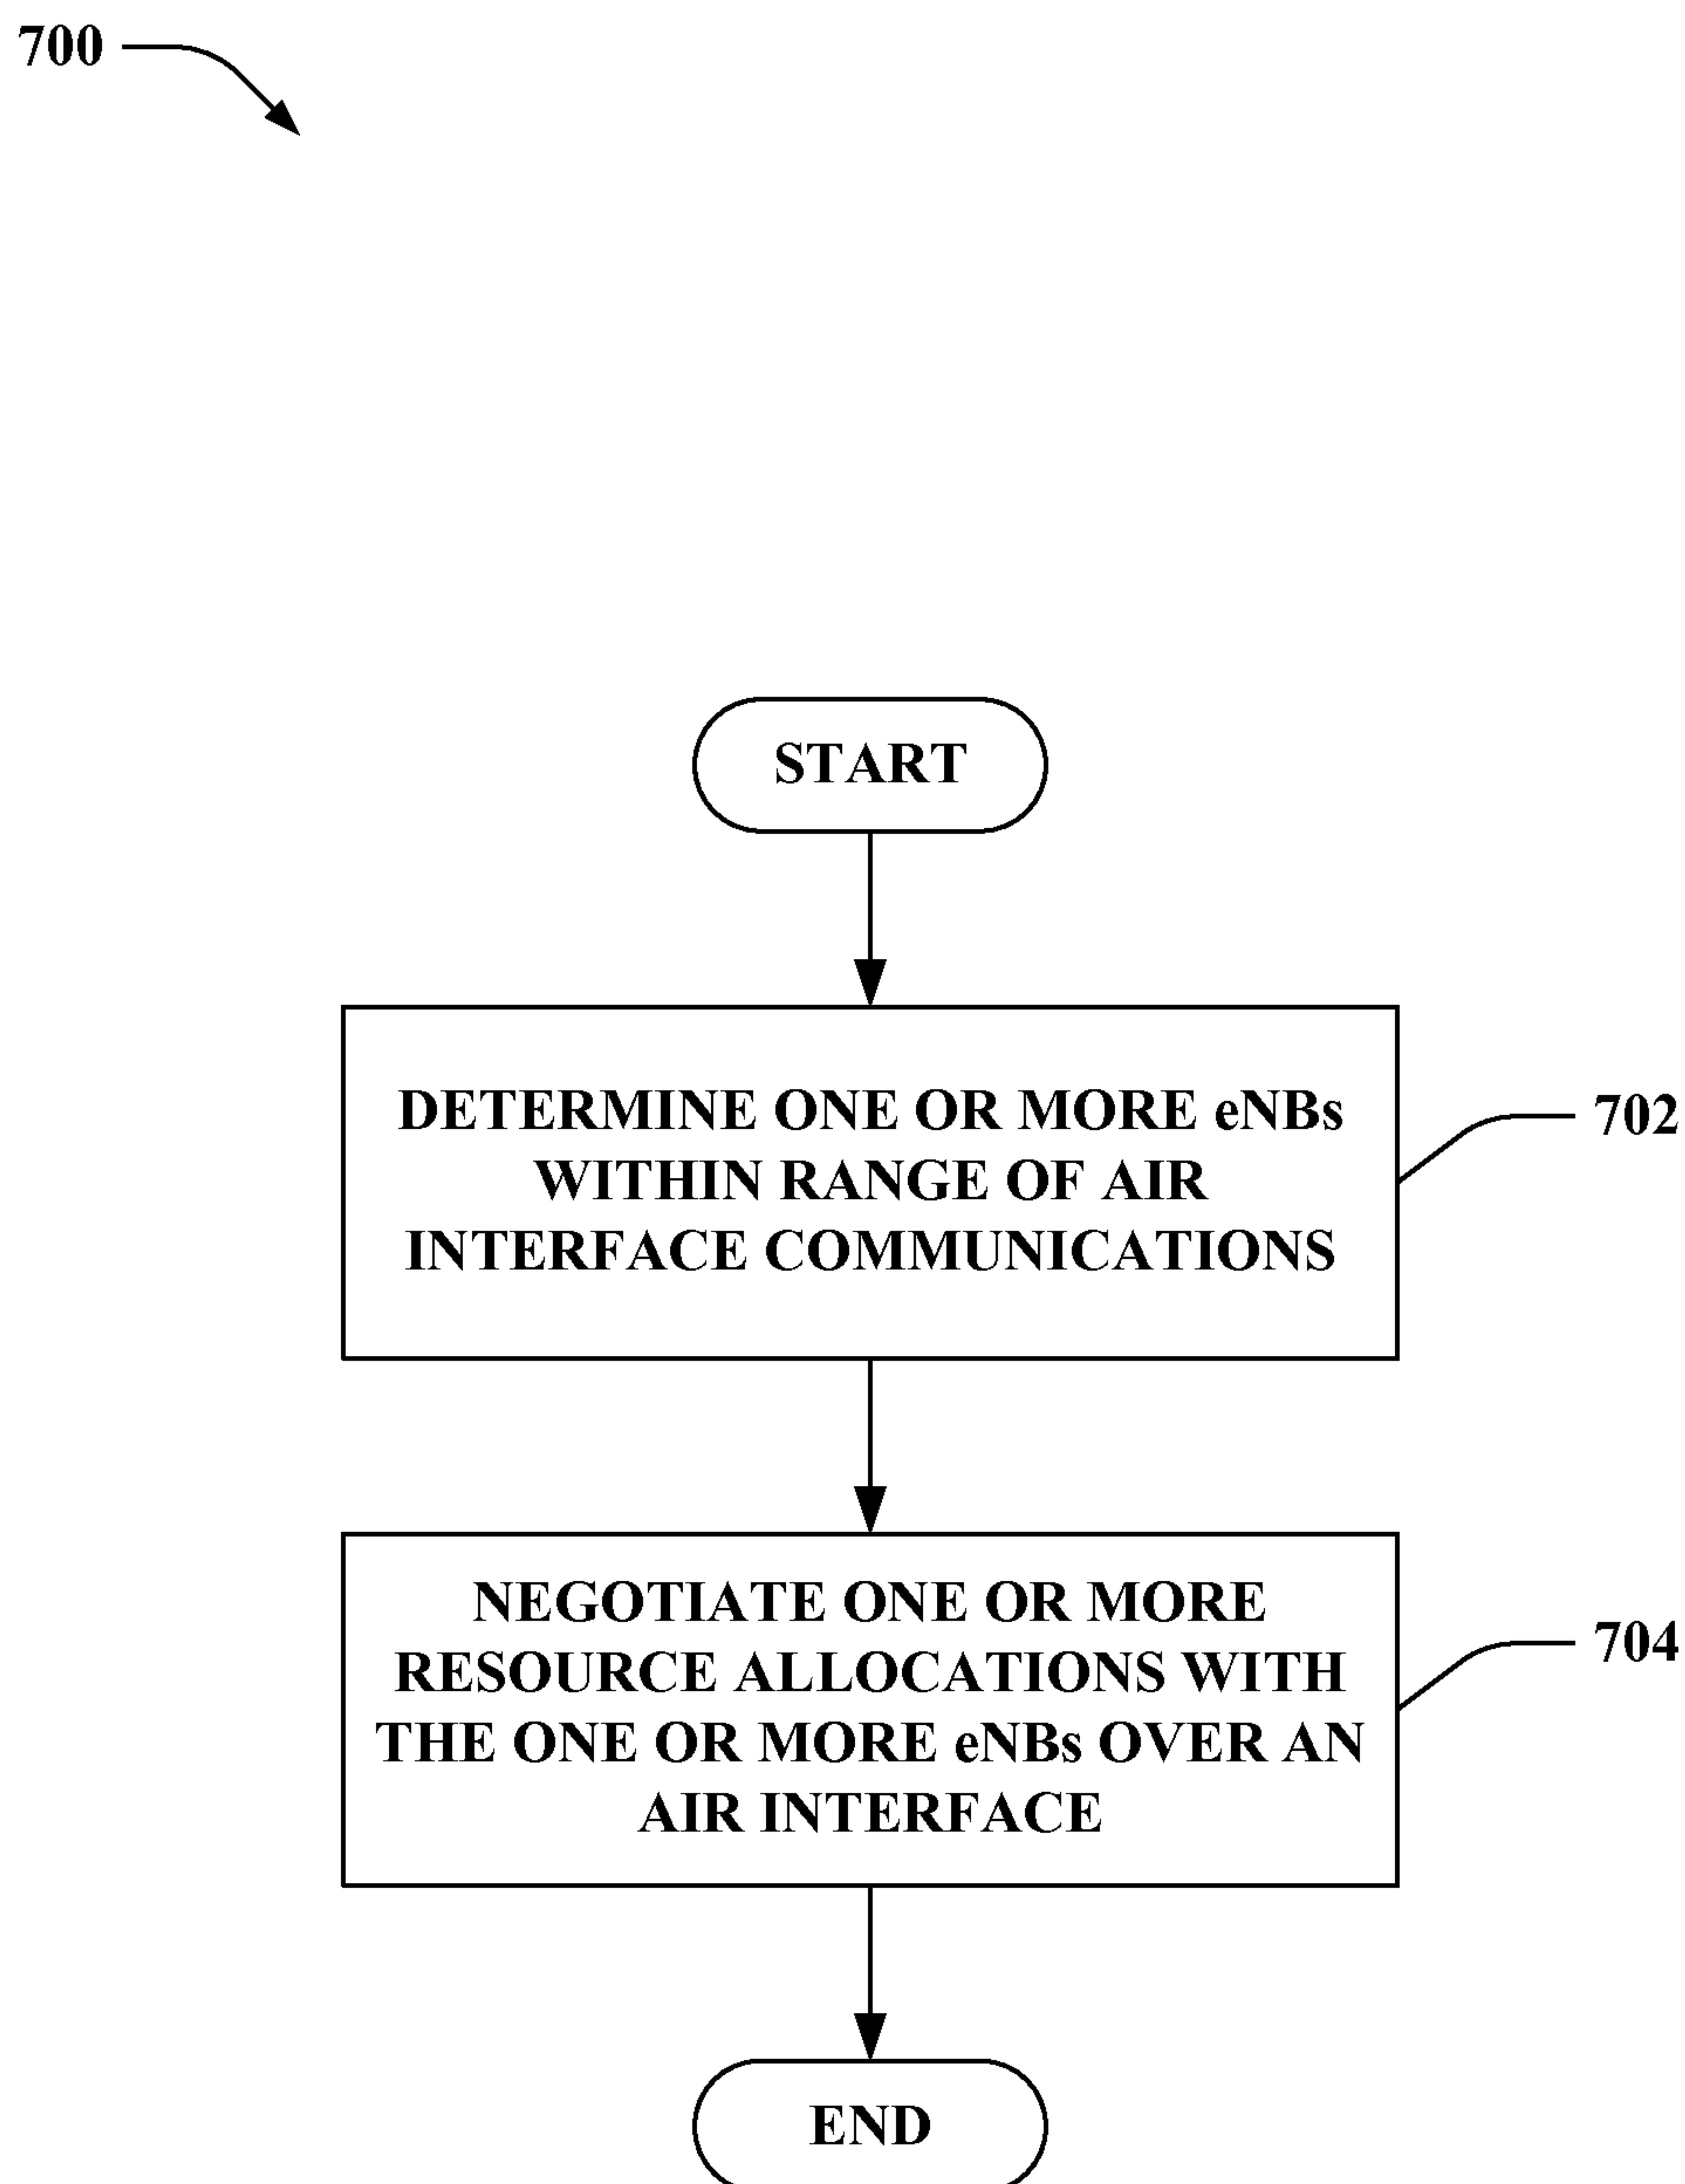 700
START
DETERMINE ONE OR MORE eNBs
WITHIN RANGE OF AIR
INTERFACE COMMUNICATIONS
702
NEGOTIATE ONE OR MORE
RESOURCE ALLOCATIONS WITH
THE ONE OR MORE eNBs OVER AN
AIR INTERFACE
704
END